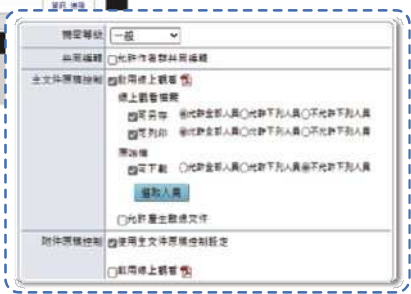 機密等級 一般
共同編輯 允許作者群共同編輯
主文件原稿控制 啟用線上觀看
線上觀看檔案
可另存 允許全部人員 允許下列人員 不允許下列人員
可列印 允許全部人員 允許下列人員 不允許下列人員
原始檔
可下載 允許全部人員 允許下列人員 不允許下列人員
選取人員
允許產生離線文件
附件原稿控制 使用主文件原稿控制設定
啟用線上觀看